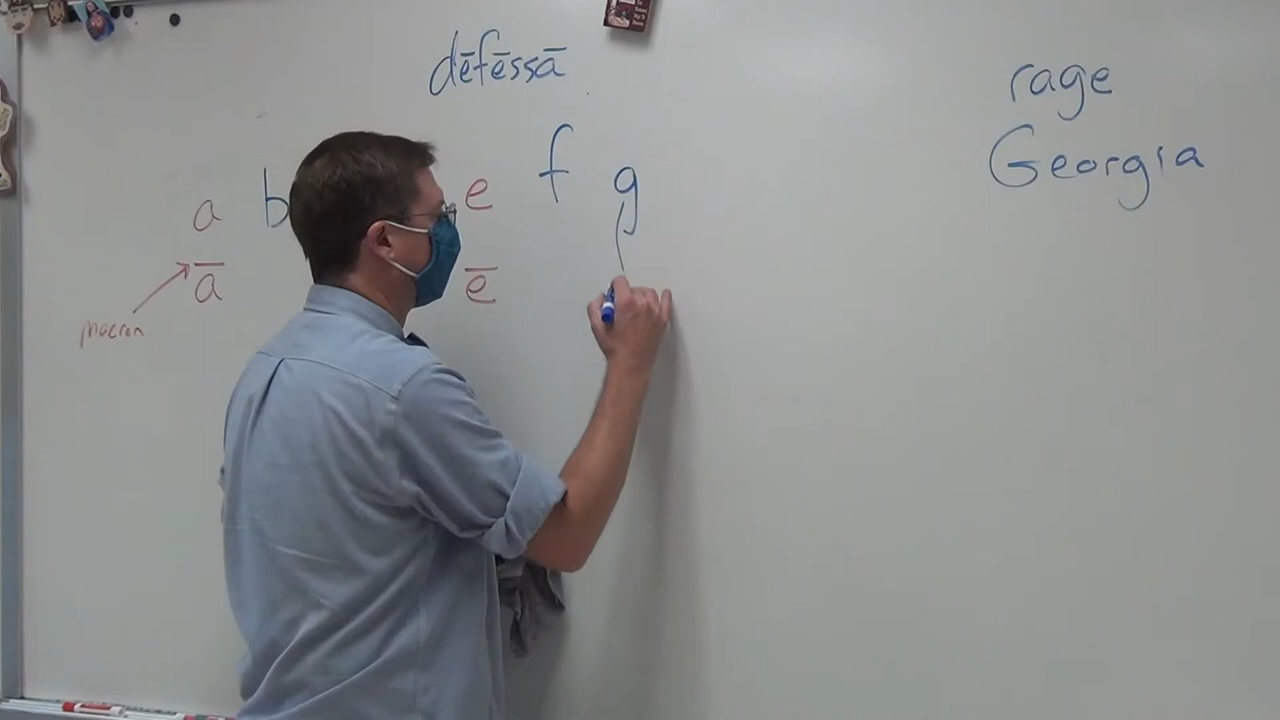 dēfēssā
rage
Georgia
a b e f g
ā ē
macron